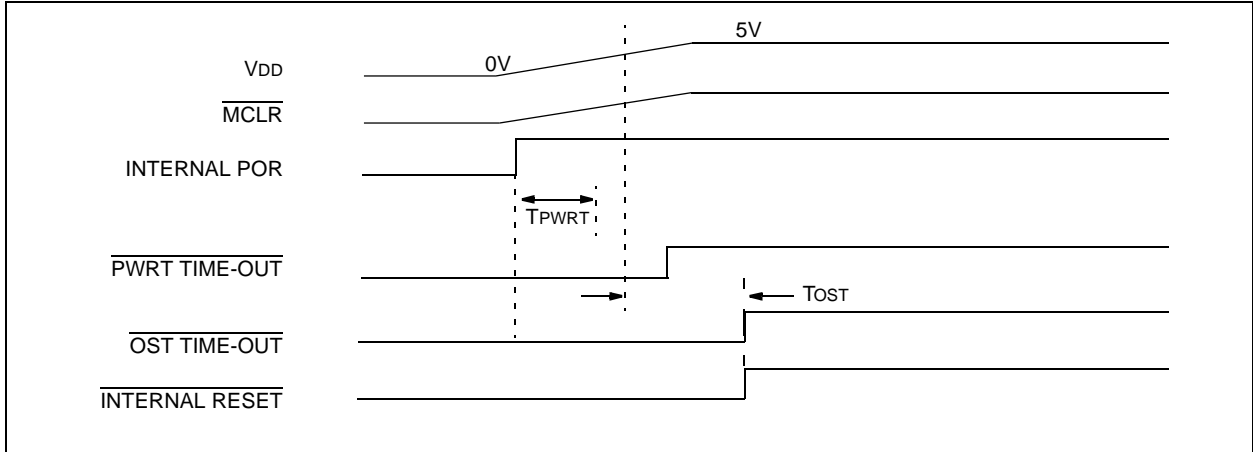 5V
0V
VDD
MCLR
INTERNAL POR
TPWRT
PWRT TIME-OUT
TOST
OST TIME-OUT
INTERNAL RESET